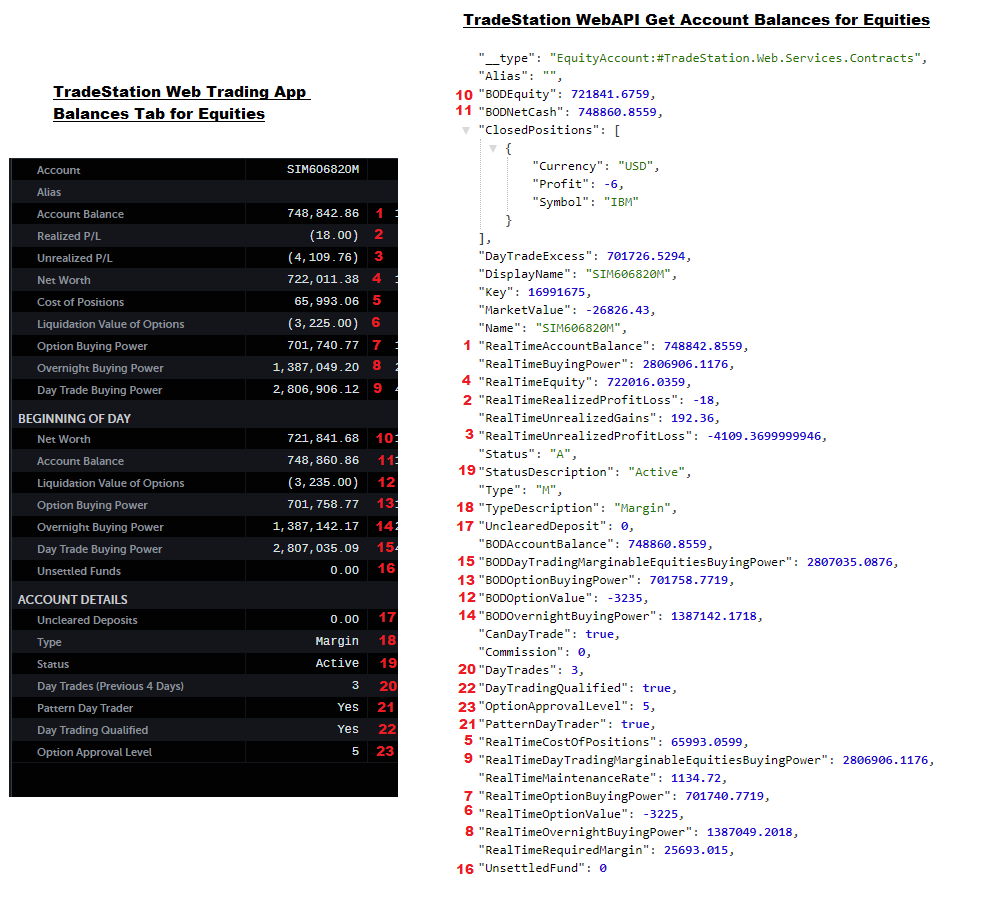 TradeStation Web Trading App
Balances Tab for Equities
Account SIM606820M
Alias
Account Balance 748,842.86 1
Realized P/L (18.00) 2
Unrealized P/L (4,109.76) 3
Net Worth 722,011.38 4
Cost of Positions 65,993.06 5
Liquidation Value of Options (3,225.00) 6
Option Buying Power 701,740.77 7
Overnight Buying Power 1,387,049.20 8
Day Trade Buying Power 2,806,906.12 9
BEGINNING OF DAY
Net Worth 721,841.68 10
Account Balance 748,860.86 11
Liquidation Value of Options (3,235.00) 12
Option Buying Power 701,758.77 13
Overnight Buying Power 1,387,142.17 14
Day Trade Buying Power 2,807,035.09 15
Unsettled Funds 0.00 16
ACCOUNT DETAILS
Uncleared Deposits 0.00 17
Type Margin 18
Status Active 19
Day Trades (Previous 4 Days) 3 20
Pattern Day Trader Yes 21
Day Trading Qualified Yes 22
Option Approval Level 5 23
TradeStation WebAPI Get Account Balances for Equities
"__type": "EquityAccount:#TradeStation.Web.Services.Contracts",
"Alias": "",
10 "BODEquity": 721841.6759,
11 "BODNetCash": 748860.8559,
"ClosedPositions": [
{
"Currency": "USD",
"Profit": -6,
"Symbol": "IBM"
}
],
"DayTradeExcess": 701726.5294,
"DisplayName": "SIM606820M",
"Key": 16991675,
"MarketValue": -26826.43,
"Name": "SIM606820M",
1 "RealTimeAccountBalance": 748842.8559,
"RealTimeBuyingPower": 2806906.1176,
4 "RealTimeEquity": 722016.0359,
2 "RealTimeRealizedProfitLoss": -18,
"RealTimeUnrealizedGains": 192.36,
3 "RealTimeUnrealizedProfitLoss": -4109.3699999946,
"Status": "A",
19 "StatusDescription": "Active",
"Type": "M",
18 "TypeDescription": "Margin",
17 "UnclearedDeposit": 0,
"BODAccountBalance": 748860.8559,
15 "BODDayTradingMarginableEquitiesBuyingPower": 2807035.0876,
13 "BODOptionBuyingPower": 701758.7719,
12 "BODOptionValue": -3235,
14 "BODOvernightBuyingPower": 1387142.1718,
"CanDayTrade": true,
"Commission": 0,
20 "DayTrades": 3,
22 "DayTradingQualified": true,
23 "OptionApprovalLevel": 5,
21 "PatternDayTrader": true,
5 "RealTimeCostOfPositions": 65993.0599,
9 "RealTimeDayTradingMarginableEquitiesBuyingPower": 2806906.1176,
"RealTimeMaintenanceRate": 1134.72,
7 "RealTimeOptionBuyingPower": 701740.7719,
6 "RealTimeOptionValue": -3225,
8 "RealTimeOvernightBuyingPower": 1387049.2018,
"RealTimeRequiredMargin": 25693.015,
16 "UnsettledFund": 0